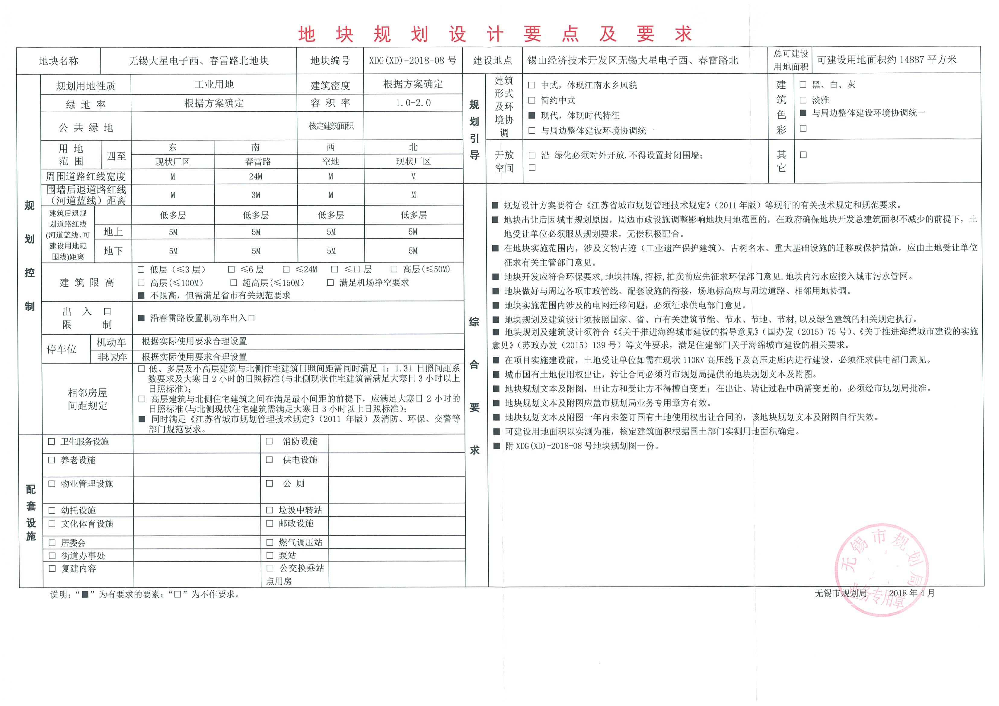 地块规划设计要点及要求
地块名称 无锡大星电子西、春雷路北地块 地块编号 XDG(XD)-2018-08 号 建设地点 锡山经济技术开发区无锡大星电子西、春雷路北 总可建设用地面积 可建设用地面积约 14887 平方米
规划控制
规划用地性质 工业用地 建筑密度 根据方案确定
绿地率 根据方案确定 容积率 1.0-2.0
公共绿地 核定建筑面积
用地范围 四至 东 南 西 北
现状厂区 春雷路 空地 现状厂区
周围道路红线宽度 M 24M M M
围墙后退道路红线
（河道蓝线）距离 M 3M M M
建筑后退规
划道路红线
(河道蓝线、可
建设用地范
围线)距离
低多层 低多层 低多层 低多层
地上 5M 5M 5M 5M
地下 5M 5M 5M 5M
建筑限高
□ 低层（≤3 层） □ ≤6 层 □ ≤24M □ ≤11 层 □ 高层(≤50M)
□ 高层(≤100M) □ 超高层(≤150M) □ 满足机场净空要求
■ 不限高，但需满足省市有关规范要求
出入口
限制
■ 沿春雷路设置机动车出入口
停车位 机动车 根据实际使用要求合理设置
非机动车 根据实际使用要求合理设置
相邻房屋
间距规定
□ 低、多层及小高层建筑与北侧住宅建筑日照间距需同时满足 1: 1.31 日照间距系
数要求及大寒日 2 小时的日照标准(与北侧现状住宅建筑需满足大寒日 3 小时以上
日照标准);
□ 高层建筑与北侧住宅建筑之间在满足最小间距的前提下，应满足大寒日 2 小时的
日照标准(与北侧现状住宅建筑需满足大寒日 3 小时以上日照标准);
■ 同时满足《江苏省城市规划管理技术规定》（2011 年版）及消防、环保、交警等
部门规范要求。
配套设施
□ 卫生服务设施 □ 消防设施
□ 养老设施 □ 供电设施
□ 物业管理设施 □ 公厕
□ 幼托设施 □ 垃圾中转站
□ 文化体育设施 □ 邮政设施
□ 居委会 □ 燃气调压站
□ 街道办事处 □ 泵站
□ 复建内容 □ 公交换乘站
点用房
规划引导
建筑
形式
及环
境协
调
□ 中式，体现江南水乡风貌
□ 简约中式
■ 现代，体现时代特征
□ 与周边整体建设环境协调统一
建筑色彩
□ 黑、白、灰
□ 淡雅
■ 与周边整体建设环境协调统一
□
开放
空间
□ 沿 绿化必须对外开放,不得设置封闭围墙;
□
其它
□
综合要求
■ 规划设计方案要符合《江苏省城市规划管理技术规定》（2011 年版）等现行的有关技术规定和规范要求。
■ 地块出让后因城市规划原因，周边市政设施调整影响地块用地范围的，在政府确保地块开发总建筑面积不减少的前提下，土
地受让单位必须服从规划要求，无偿积极配合。
■ 在地块实施范围内，涉及文物古迹（工业遗产保护建筑）、古树名木、重大基础设施的迁移或保护措施，应由土地受让单位
征求有关主管部门意见。
■ 地块开发应符合环保要求,地块挂牌,招标,拍卖前应先征求环保部门意见.地块内污水应接入城市污水管网。
■ 地块做好与周边各项市政管线、配套设施的衔接，场地标高应与周边道路、相邻用地协调。
■ 地块实施范围内涉及的电网迁移问题，必须征求供电部门意见。
■ 地块规划及建筑设计须按照国家、省、市有关建筑节能、节水、节地、节材,以及绿色建筑的相关规定执行。
■ 地块规划及建筑设计须符合《《关于推进海绵城市建设的指导意见》（国办发（2015）75 号）、《关于推进海绵城市建设的实施
意见》（苏政办发（2015）139 号）等文件要求，满足住建部门关于海绵城市建设的相关要求。
■ 在项目实施建设前，土地受让单位如需在现状 110KV 高压线下及高压走廊内进行建设，必须征求供电部门意见。
■ 城市国有土地使用权出让，转让合同必须附市规划局提供的地块规划文本及附图。
■ 地块规划文本及附图，出让方和受让方不得擅自变更；在出让、转让过程中确需变更的，必须经市规划局批准。
■ 地块规划文本及附图应盖市规划局业务专用章方有效。
■ 地块规划文本及附图一年内未签订国有土地使用权出让合同的，该地块规划文本及附图自行失效。
■ 可建设用地面积以实测为准，核定建筑面积根据国土部门实测用地面积确定。
■ 附 XDG(XD)-2018-08 号地块规划图一份。
无锡市规划局
业务专用章
说明：“■”为有要求的要素；“□”为不作要求。
无锡市规划局 2018 年 4 月